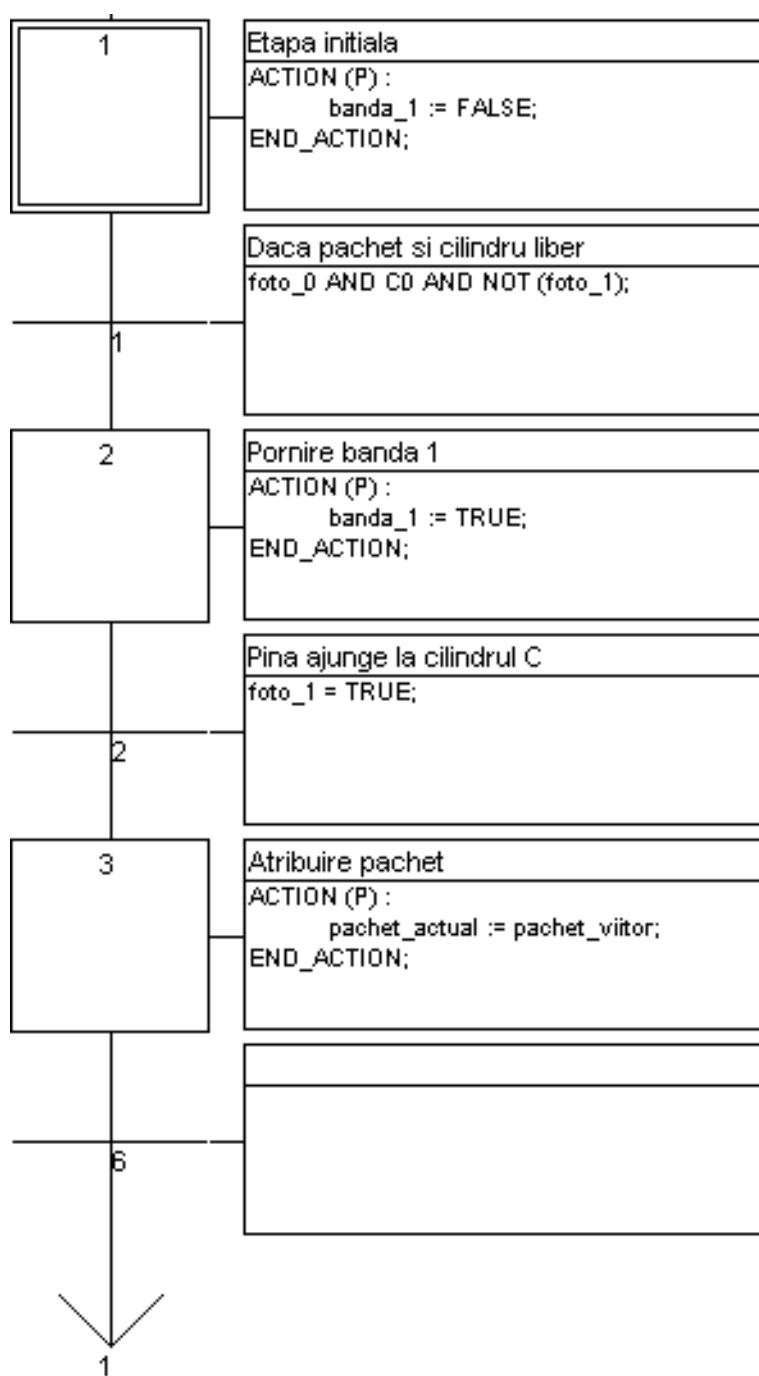 1
Etapa initiala
ACTION (P) :
banda_1 := FALSE;
END_ACTION;
Daca pachet si cilindru liber
foto_0 AND C0 AND NOT (foto_1);
1
2
Pornire banda 1
ACTION (P) :
banda_1 := TRUE;
END_ACTION;
Pina ajunge la cilindrul C
foto_1 = TRUE;
2
3
Atribuire pachet
ACTION (P) :
pachet_actual := pachet_viitor;
END_ACTION;
6
1